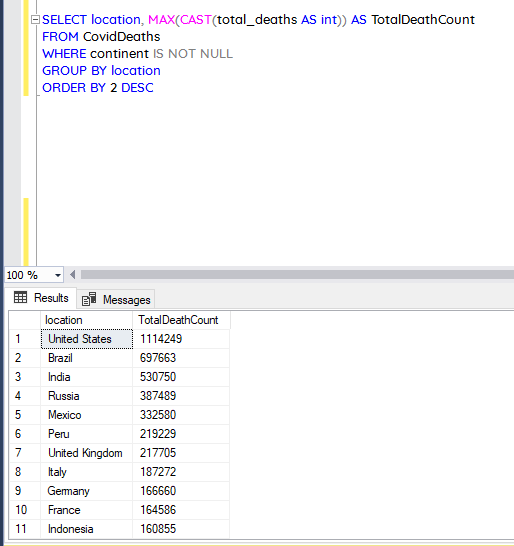 SELECT location, MAX(CAST(total_deaths AS int)) AS TotalDeathCount
FROM CovidDeaths
WHERE continent IS NOT NULL
GROUP BY location
ORDER BY 2 DESC
100 %
Results Messages
location TotalDeathCount
1 United States 1114249
2 Brazil 697663
3 India 530750
4 Russia 387489
5 Mexico 332580
6 Peru 219229
7 United Kingdom 217705
8 Italy 187272
9 Germany 166660
10 France 164586
11 Indonesia 160855